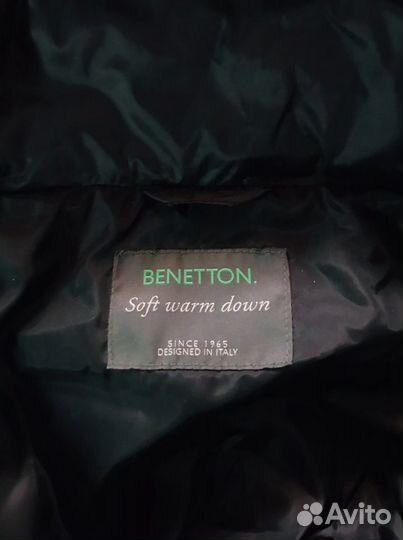 BENETTON.
Soft warm down
SINCE 1965
DESIGNED IN ITALY
Avito